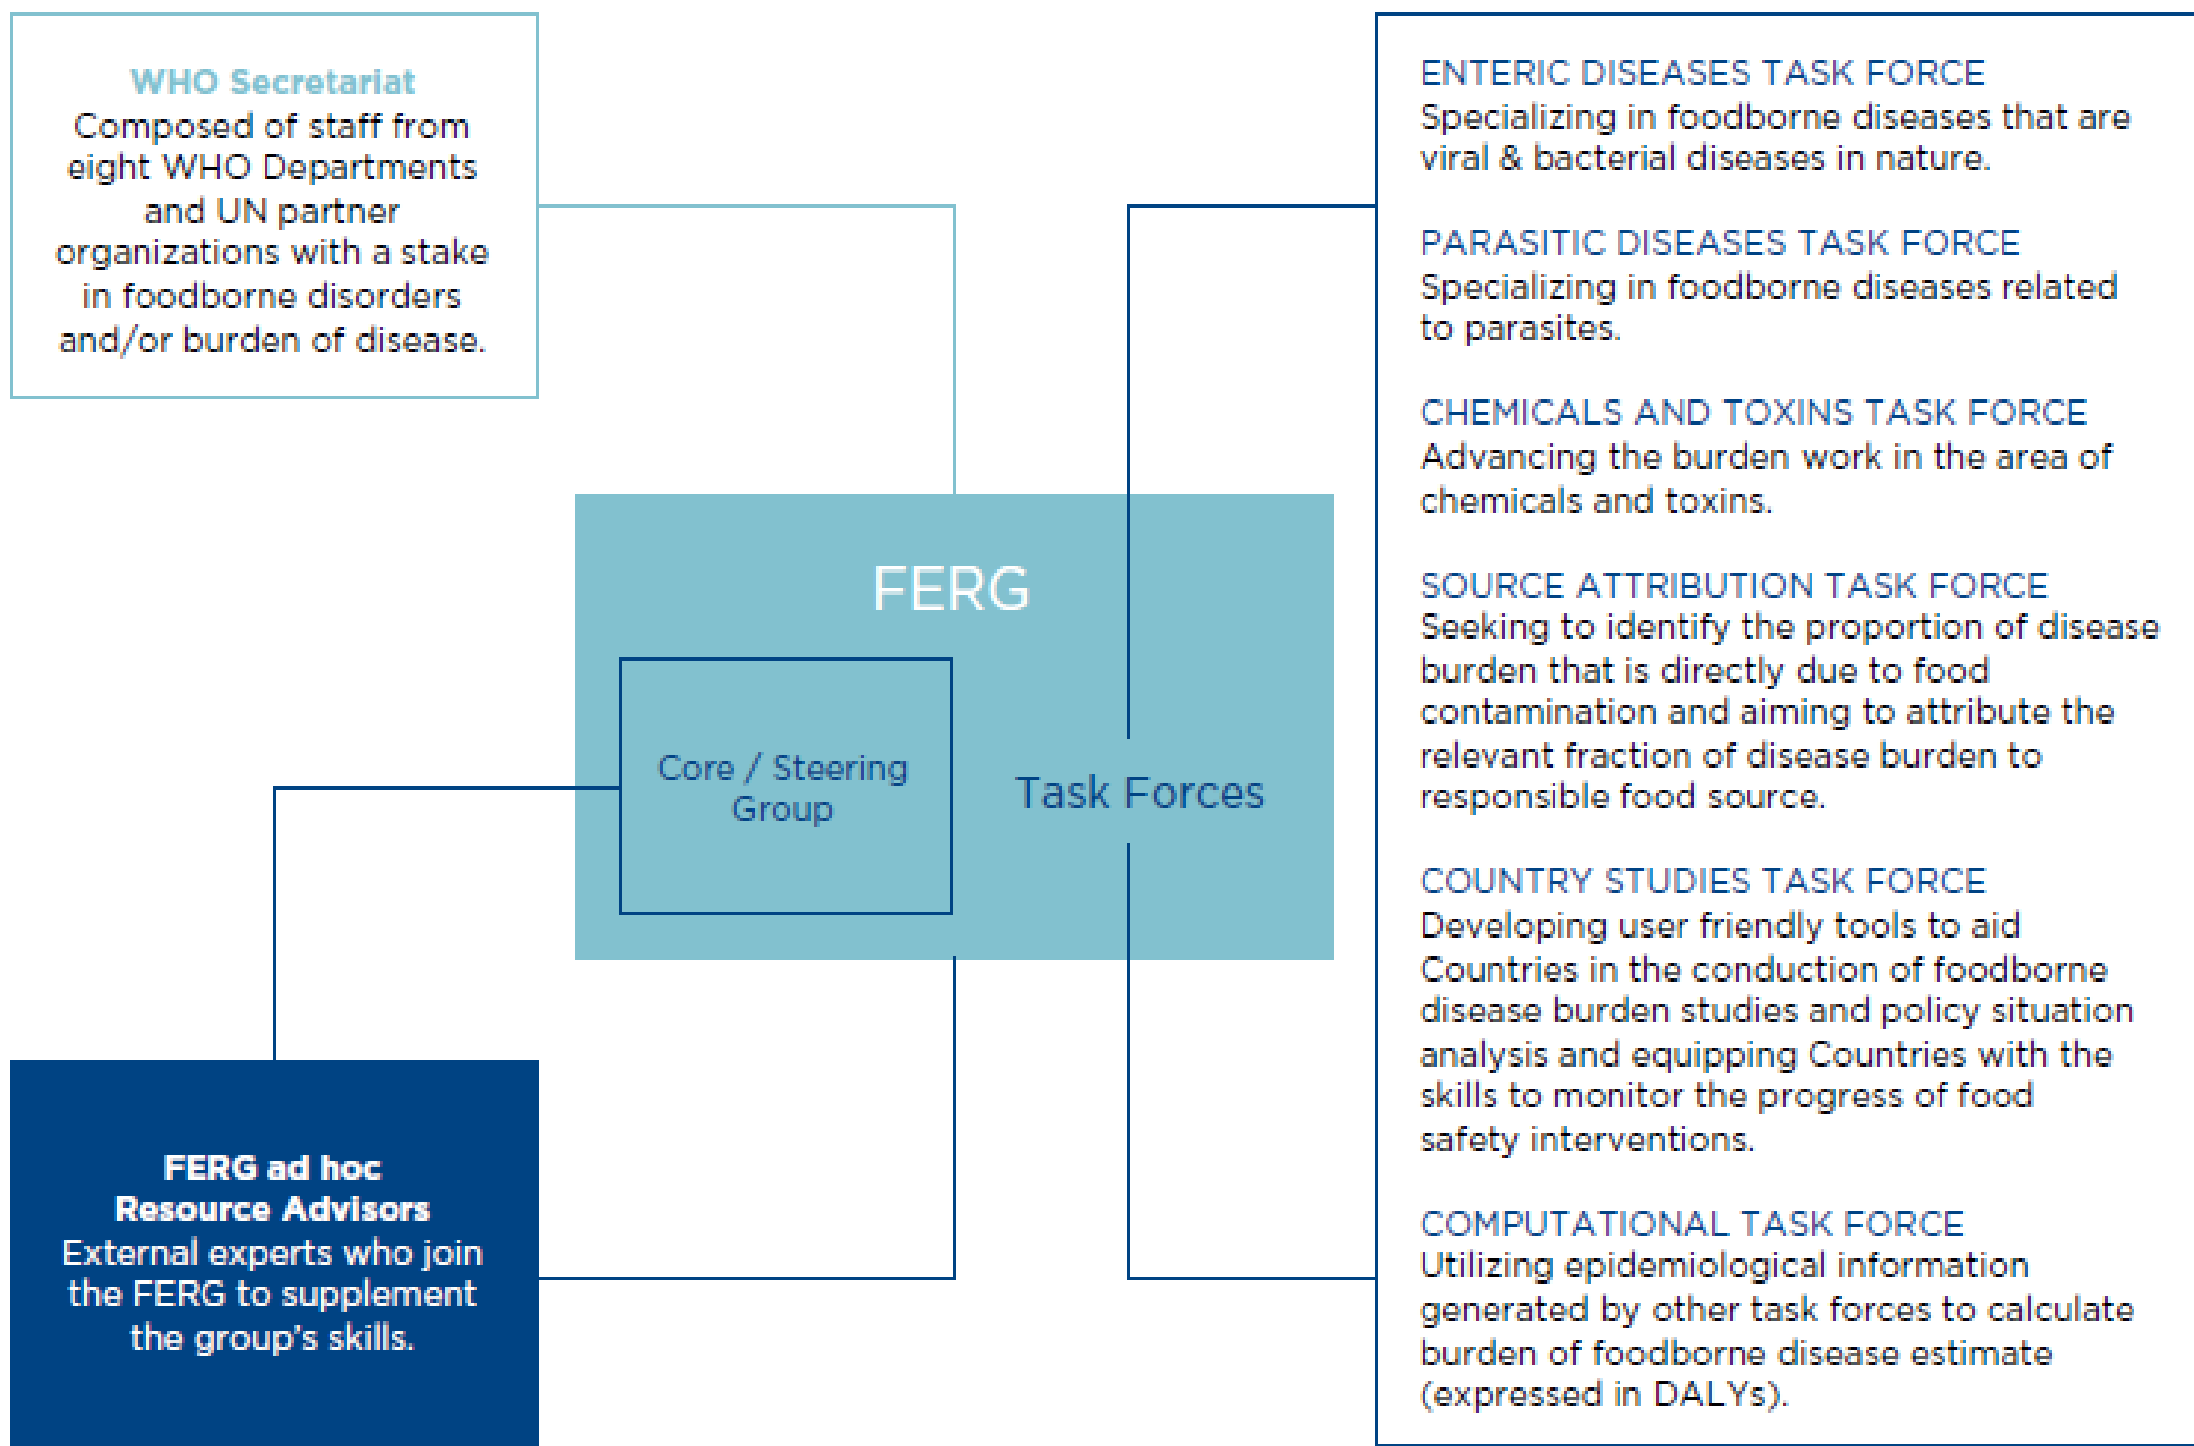 WHO Secretariat
Composed of staff from
eight WHO Departments
and UN partner
organizations with a stake
in foodborne disorders
and/or burden of disease.
FERG
Core / Steering
Group
Task Forces
FERG ad hoc
Resource Advisors
External experts who join
the FERG to supplement
the group's skills.
ENTERIC DISEASES TASK FORCE
Specializing in foodborne diseases that are
viral & bacterial diseases in nature.
PARASITIC DISEASES TASK FORCE
Specializing in foodborne diseases related
to parasites.
CHEMICALS AND TOXINS TASK FORCE
Advancing the burden work in the area of
chemicals and toxins.
SOURCE ATTRIBUTION TASK FORCE
Seeking to identify the proportion of disease
burden that is directly due to food
contamination and aiming to attribute the
relevant fraction of disease burden to
responsible food source.
COUNTRY STUDIES TASK FORCE
Developing user friendly tools to aid
Countries in the conduction of foodborne
disease burden studies and policy situation
analysis and equipping Countries with the
skills to monitor the progress of food
safety interventions.
COMPUTATIONAL TASK FORCE
Utilizing epidemiological information
generated by other task forces to calculate
burden of foodborne disease estimate
(expressed in DALYs).